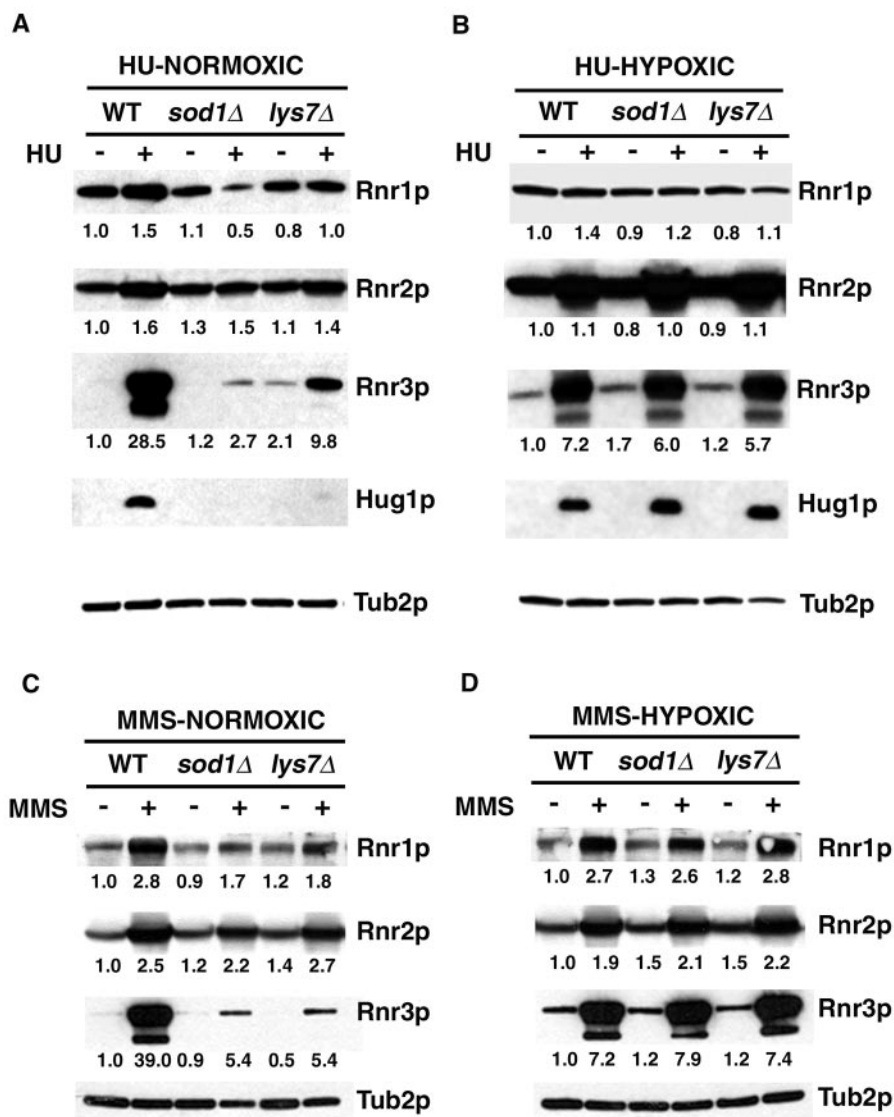 A
HU-NORMOXIC
WT sod1Δ lys7Δ
HU - + - + - +
Rnr1p
1.0 1.5 1.1 0.5 0.8 1.0
Rnr2p
1.0 1.6 1.3 1.5 1.1 1.4
Rnr3p
1.0 28.5 1.2 2.7 2.1 9.8
Hug1p
Tub2p
B
HU-HYPOXIC
WT sod1Δ lys7Δ
HU - + - + - +
Rnr1p
1.0 1.4 0.9 1.2 0.8 1.1
Rnr2p
1.0 1.1 0.8 1.0 0.9 1.1
Rnr3p
1.0 7.2 1.7 6.0 1.2 5.7
Hug1p
Tub2p
C
MMS-NORMOXIC
WT sod1Δ lys7Δ
MMS - + - + - +
Rnr1p
1.0 2.8 0.9 1.7 1.2 1.8
Rnr2p
1.0 2.5 1.2 2.2 1.4 2.7
Rnr3p
1.0 39.0 0.9 5.4 0.5 5.4
Tub2p
D
MMS-HYPOXIC
WT sod1Δ lys7Δ
MMS - + - + - +
Rnr1p
1.0 2.7 1.3 2.6 1.2 2.8
Rnr2p
1.0 1.9 1.5 2.1 1.5 2.2
Rnr3p
1.0 7.2 1.2 7.9 1.2 7.4
Tub2p